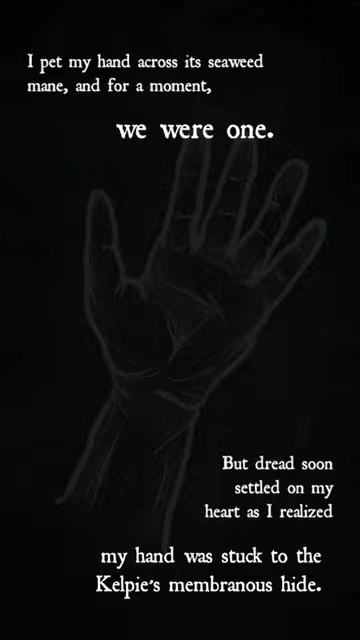 I pet my hand across its seaweed
mane, and for a moment,
we were one.
But dread soon
settled on my
heart as I realized
my hand was stuck to the
Kelpie's membranous hide.